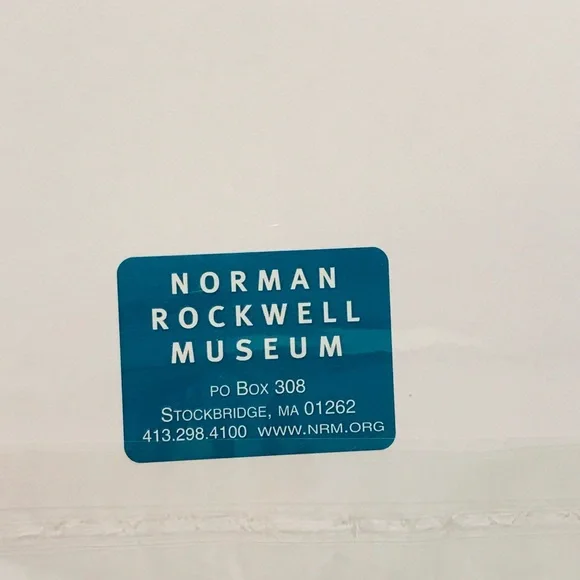 NORMAN
ROCKWELL
MUSEUM
PO BOX 308
STOCKBRIDGE, MA 01262
413.298.4100 WWW.NRM.ORG